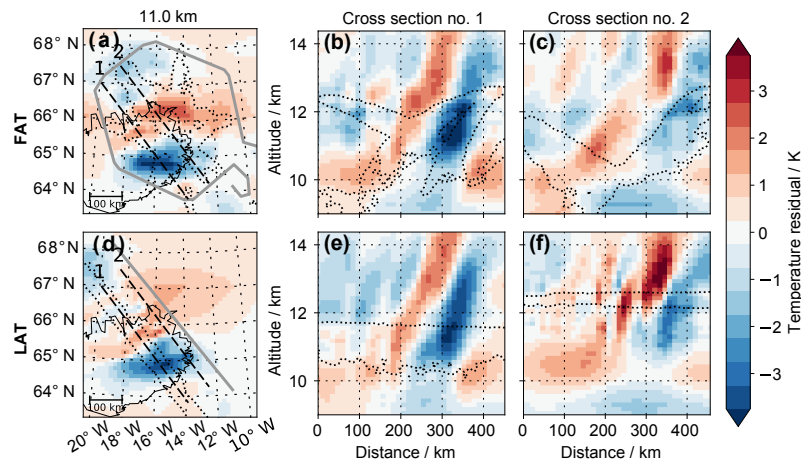 11.0 km
Cross section no. 1
Cross section no. 2
(a)
1
2
68° N
67° N
66° N
65° N
64° N
FAT
100 km
(b)
14
12
10
Altitude / km
(c)
(d)
1
2
68° N
67° N
66° N
65° N
64° N
LAT
100 km
20° W
18° W
16° W
14° W
12° W
10° W
(e)
14
12
10
Altitude / km
0
100
200
300
400
Distance / km
(f)
0
100
200
300
400
Distance / km
3
2
1
0
−1
−2
−3
Temperature residual / K